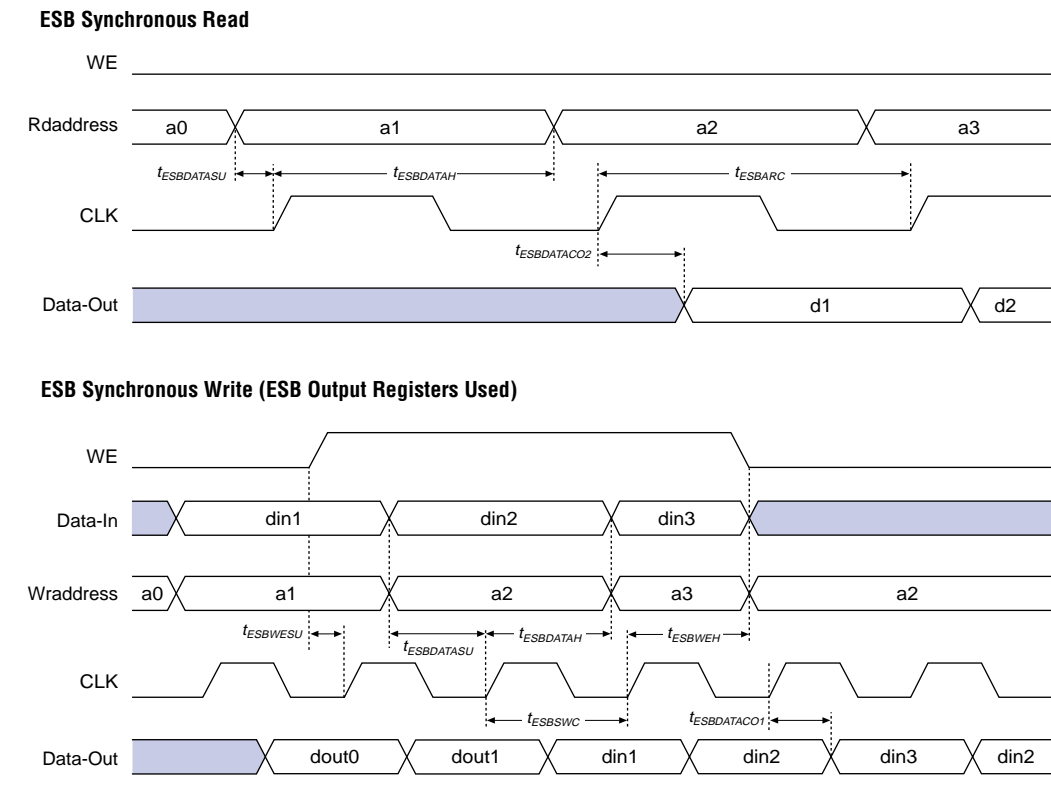 ESB Synchronous Read
WE
Rdaddress a0 a1 a2 a3
tESBDATASU tESBDATAH tESBARC
CLK
tESBDATACO2
Data-Out d1 d2
ESB Synchronous Write (ESB Output Registers Used)
WE
Data-In din1 din2 din3
Wraddress a0 a1 a2 a3 a2
tESBWESU tESBDATASU tESBDATAH tESBWEH
CLK
tESBSWC tESBDATACO1
Data-Out dout0 dout1 din1 din2 din3 din2